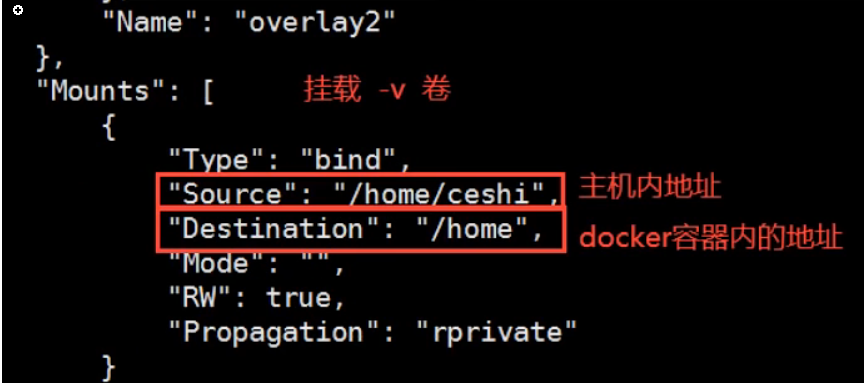 "Name": "overlay2"
},
"Mounts": [ 挂载 -v 卷
{
"Type": "bind",
"Source": "/home/ceshi", 主机内地址
"Destination": "/home", docker容器内的地址
"Mode": "",
"RW": true,
"Propagation": "rprivate"
}